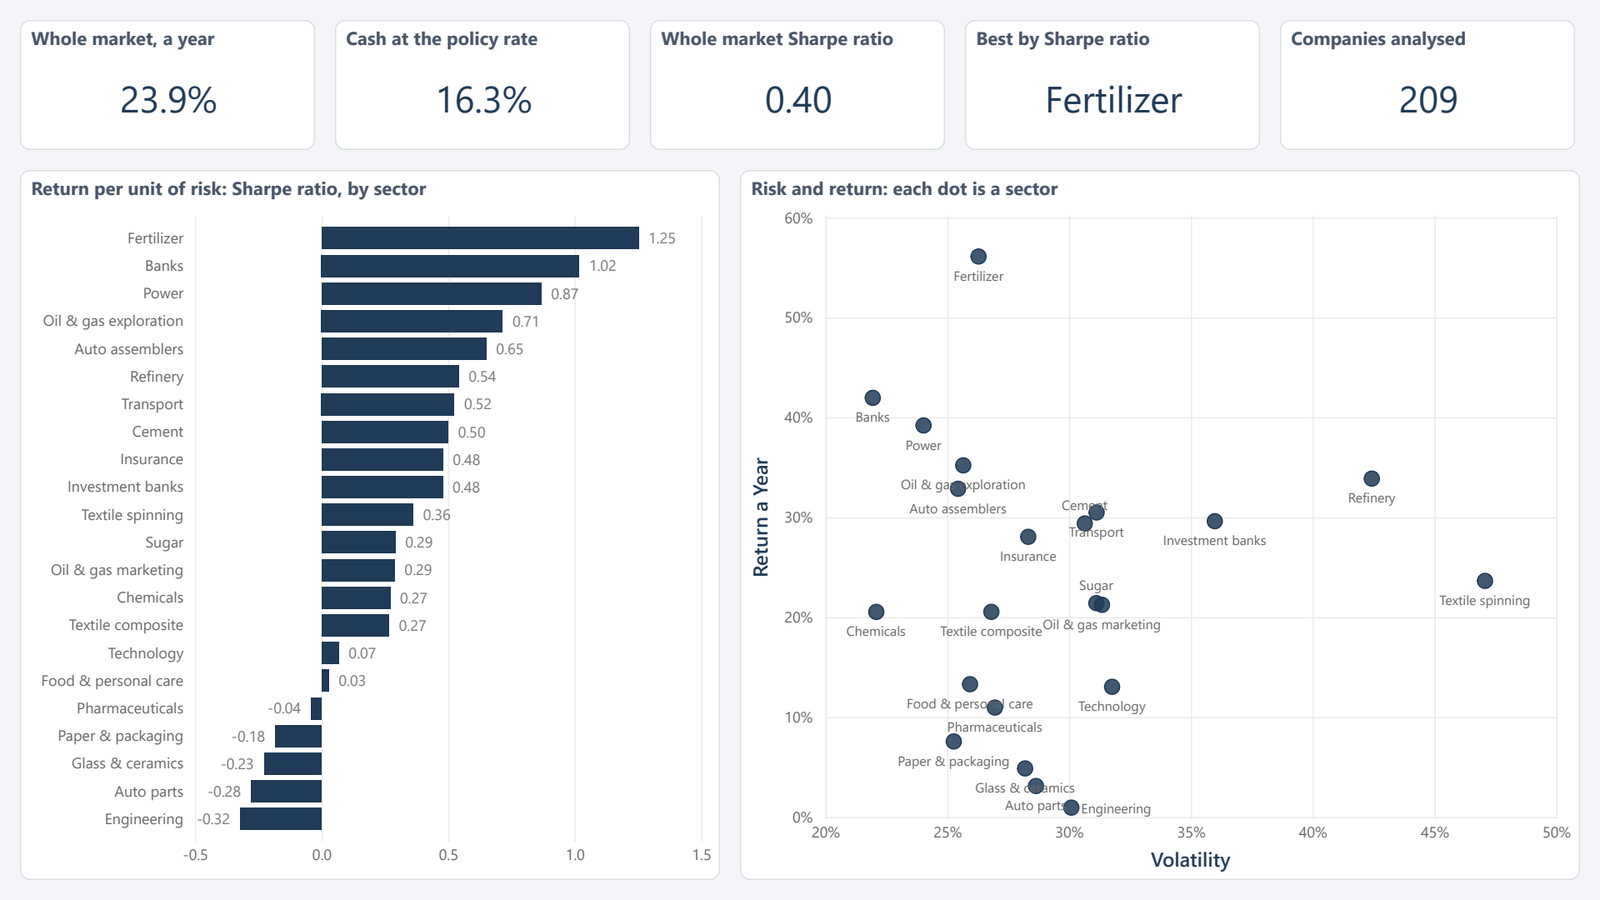 Whole market, a year
23.9%
Cash at the policy rate
16.3%
Whole market Sharpe ratio
0.40
Best by Sharpe ratio
Fertilizer
Companies analysed
209
Return per unit of risk: Sharpe ratio, by sector
Fertilizer 1.25
Banks 1.02
Power 0.87
Oil & gas exploration 0.71
Auto assemblers 0.65
Refinery 0.54
Transport 0.52
Cement 0.50
Insurance 0.48
Investment banks 0.48
Textile spinning 0.36
Sugar 0.29
Oil & gas marketing 0.29
Chemicals 0.27
Textile composite 0.27
Technology 0.07
Food & personal care 0.03
Pharmaceuticals -0.04
Paper & packaging -0.18
Glass & ceramics -0.23
Auto parts -0.28
Engineering -0.32
-0.5 0.0 0.5 1.0 1.5
Risk and return: each dot is a sector
Return a Year
60%
50%
40%
30%
20%
10%
0%
Fertilizer
Banks
Power
Oil & gas exploration
Refinery
Auto assemblers
Cement
Transport
Investment banks
Insurance
Sugar
Textile spinning
Oil & gas marketing
Chemicals
Textile composite
Food & personal care
Technology
Pharmaceuticals
Paper & packaging
Glass & ceramics
Auto parts
Engineering
20% 25% 30% 35% 40% 45% 50%
Volatility